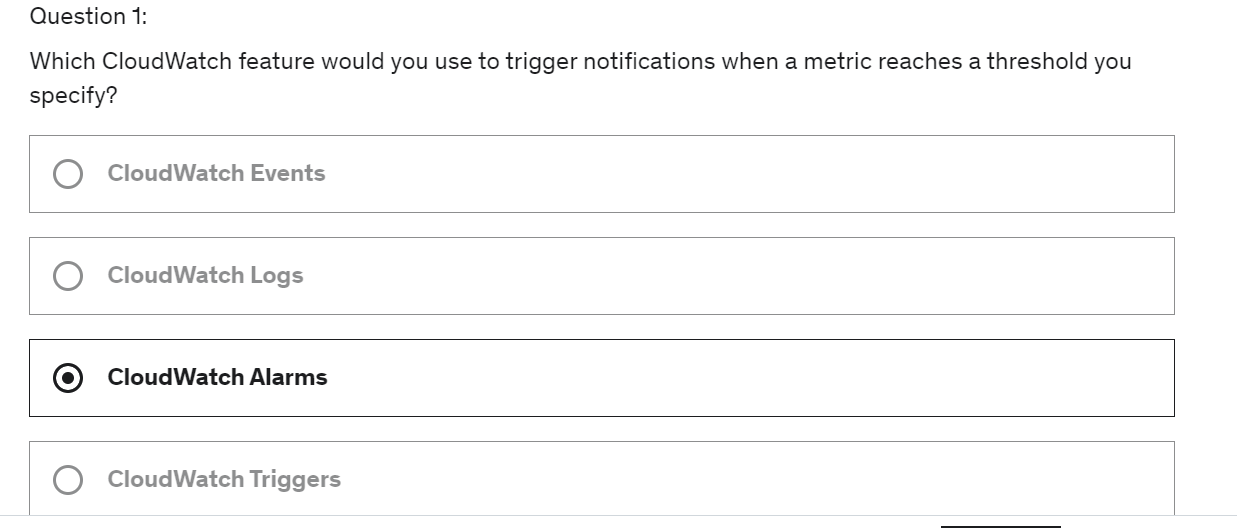 Question 1:
Which CloudWatch feature would you use to trigger notifications when a metric reaches a threshold you
specify?
CloudWatch Events
CloudWatch Logs
CloudWatch Alarms
CloudWatch Triggers